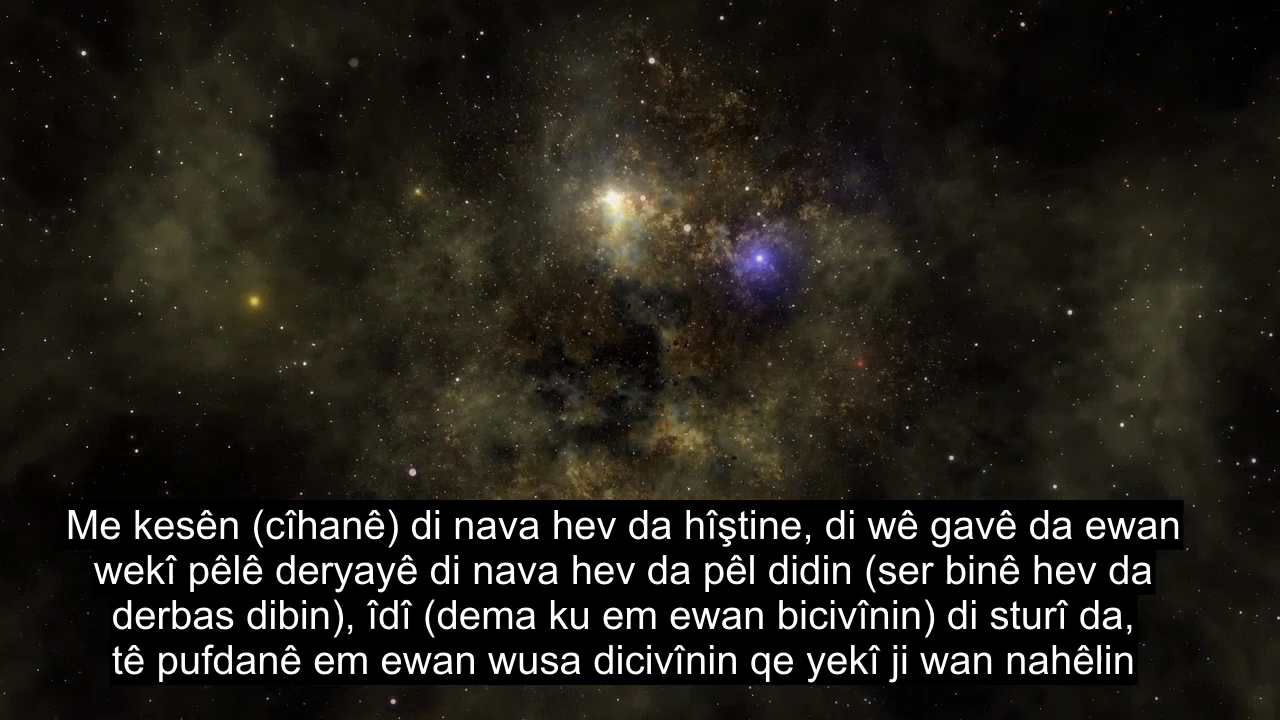 Me kesên (cîhanê) di nava hev da hîştine, di wê gavê da ewan
wekî pêlê deryayê di nava hev da pêl didin (ser binê hev da
derbas dibin), îdî (dema ku em ewan bicivînin) di sturî da,
tê pufdanê em ewan wusa dicivînin qe yekî ji wan nahêlin